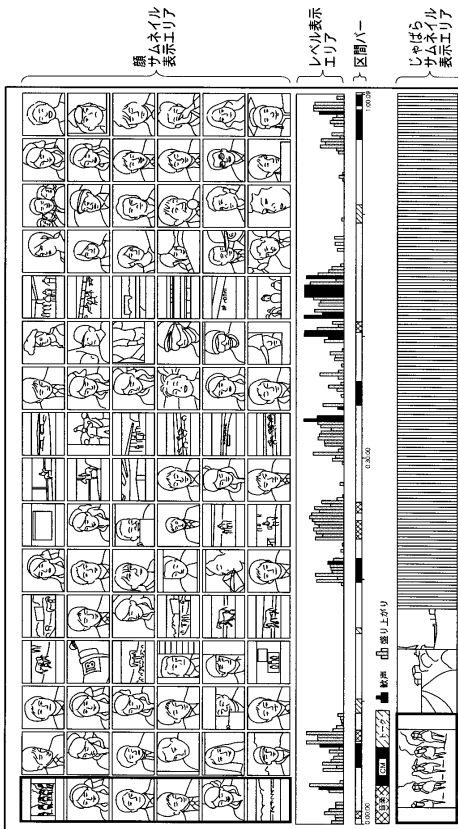 顔
サムネイル
表示エリア
レベル表示
エリア
区間バー
じゃばら
サムネイル
表示エリア
0:00:00
0:30:00
1:00:09
音楽
CM
トーク
歓声
盛り上がり